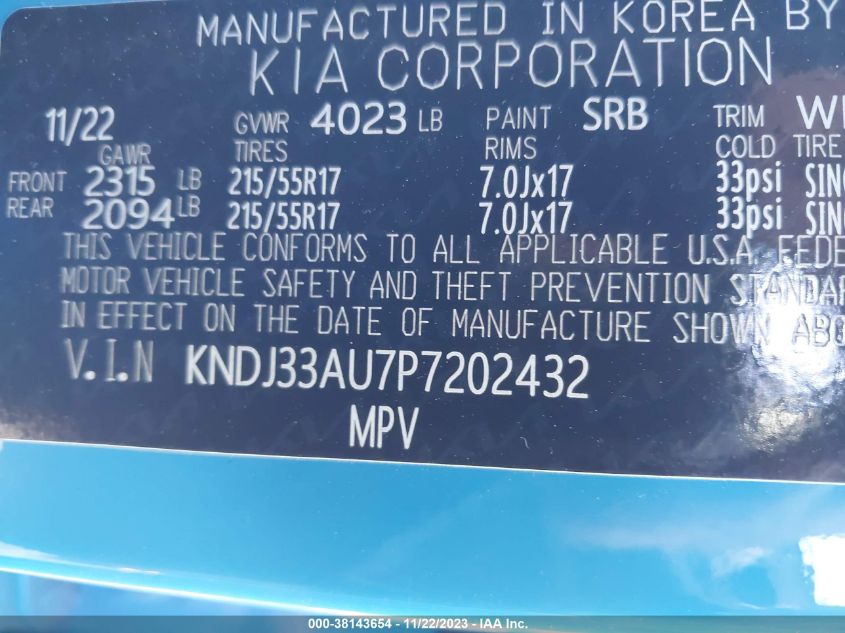 MANUFACTURED IN KOREA BY
KIA CORPORATION
11/22 GVWR 4023 LB PAINT SRB TRIM
GAWR TIRES RIMS COLD TIRE
FRONT 2315 LB 215/55R17 7.0Jx17 33psi
REAR 2094 LB 215/55R17 7.0Jx17 33psi
THIS VEHICLE CONFORMS TO ALL APPLICABLE U.S.A.
MOTOR VEHICLE SAFETY AND THEFT PREVENTION
IN EFFECT ON THE DATE OF MANUFACTURE SHOWN
V.I.N KNDJ33AU7P7202432
MPV
000-38143654 - 11/22/2023 - KNAA Inc.